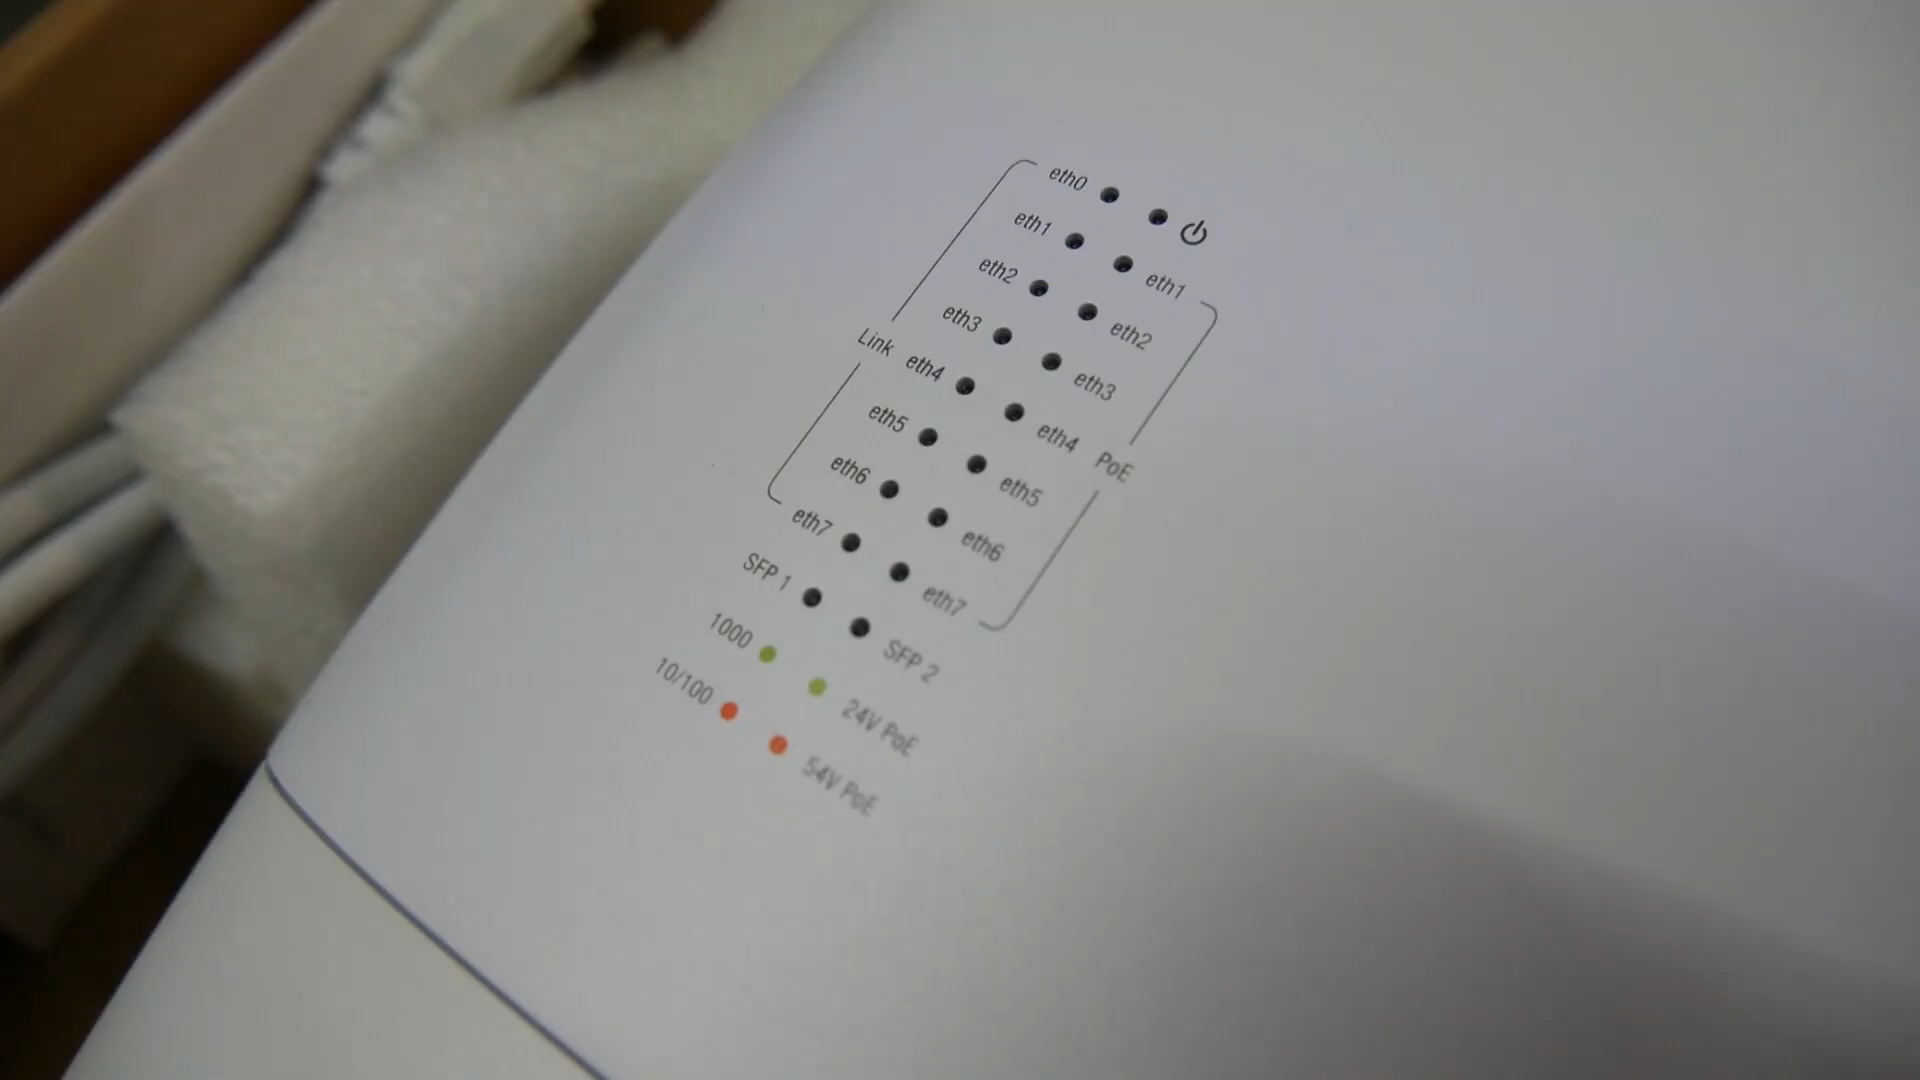 eth0
eth1 eth1
eth2 eth2
eth3 eth3
Link eth4 eth4 PoE
eth5 eth5
eth6 eth6
eth7 eth7
SFP 1 SFP 2
1000 24V PoE
10/100 54V PoE